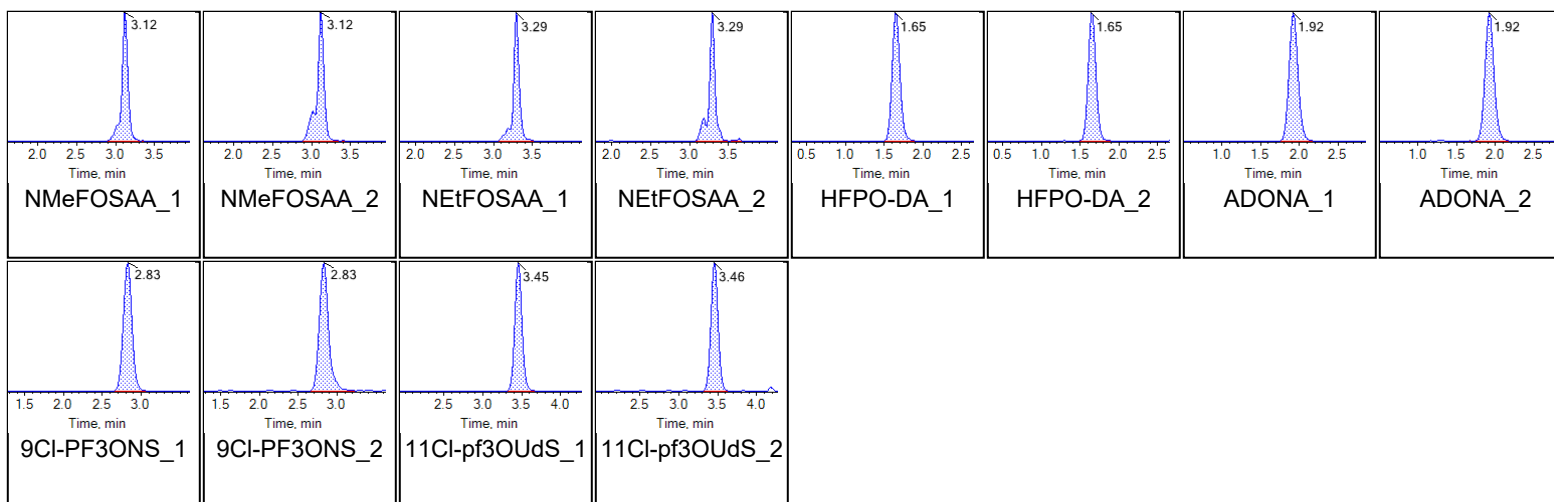 3.12 3.12 3.29 3.29 1.65 1.65 1.92 1.92
2.0 2.5 3.0 3.5 2.0 2.5 3.0 3.5 2.0 2.5 3.0 3.5 2.0 2.5 3.0 3.5 0.5 1.0 1.5 2.0 2.5 0.5 1.0 1.5 2.0 2.5 1.0 1.5 2.0 2.5 1.0 1.5 2.0 2.5
Time, min Time, min Time, min Time, min Time, min Time, min Time, min Time, min
NMeFOSAA_1 NMeFOSAA_2 NEtFOSAA_1 NEtFOSAA_2 HFPO-DA_1 HFPO-DA_2 ADONA_1 ADONA_2
2.83 2.83 3.45 3.46
1.5 2.0 2.5 3.0 1.5 2.0 2.5 3.0 2.5 3.0 3.5 4.0 2.5 3.0 3.5 4.0
Time, min Time, min Time, min Time, min
9Cl-PF3ONS_1 9Cl-PF3ONS_2 11Cl-pf3OUdS_1 11Cl-pf3OUdS_2